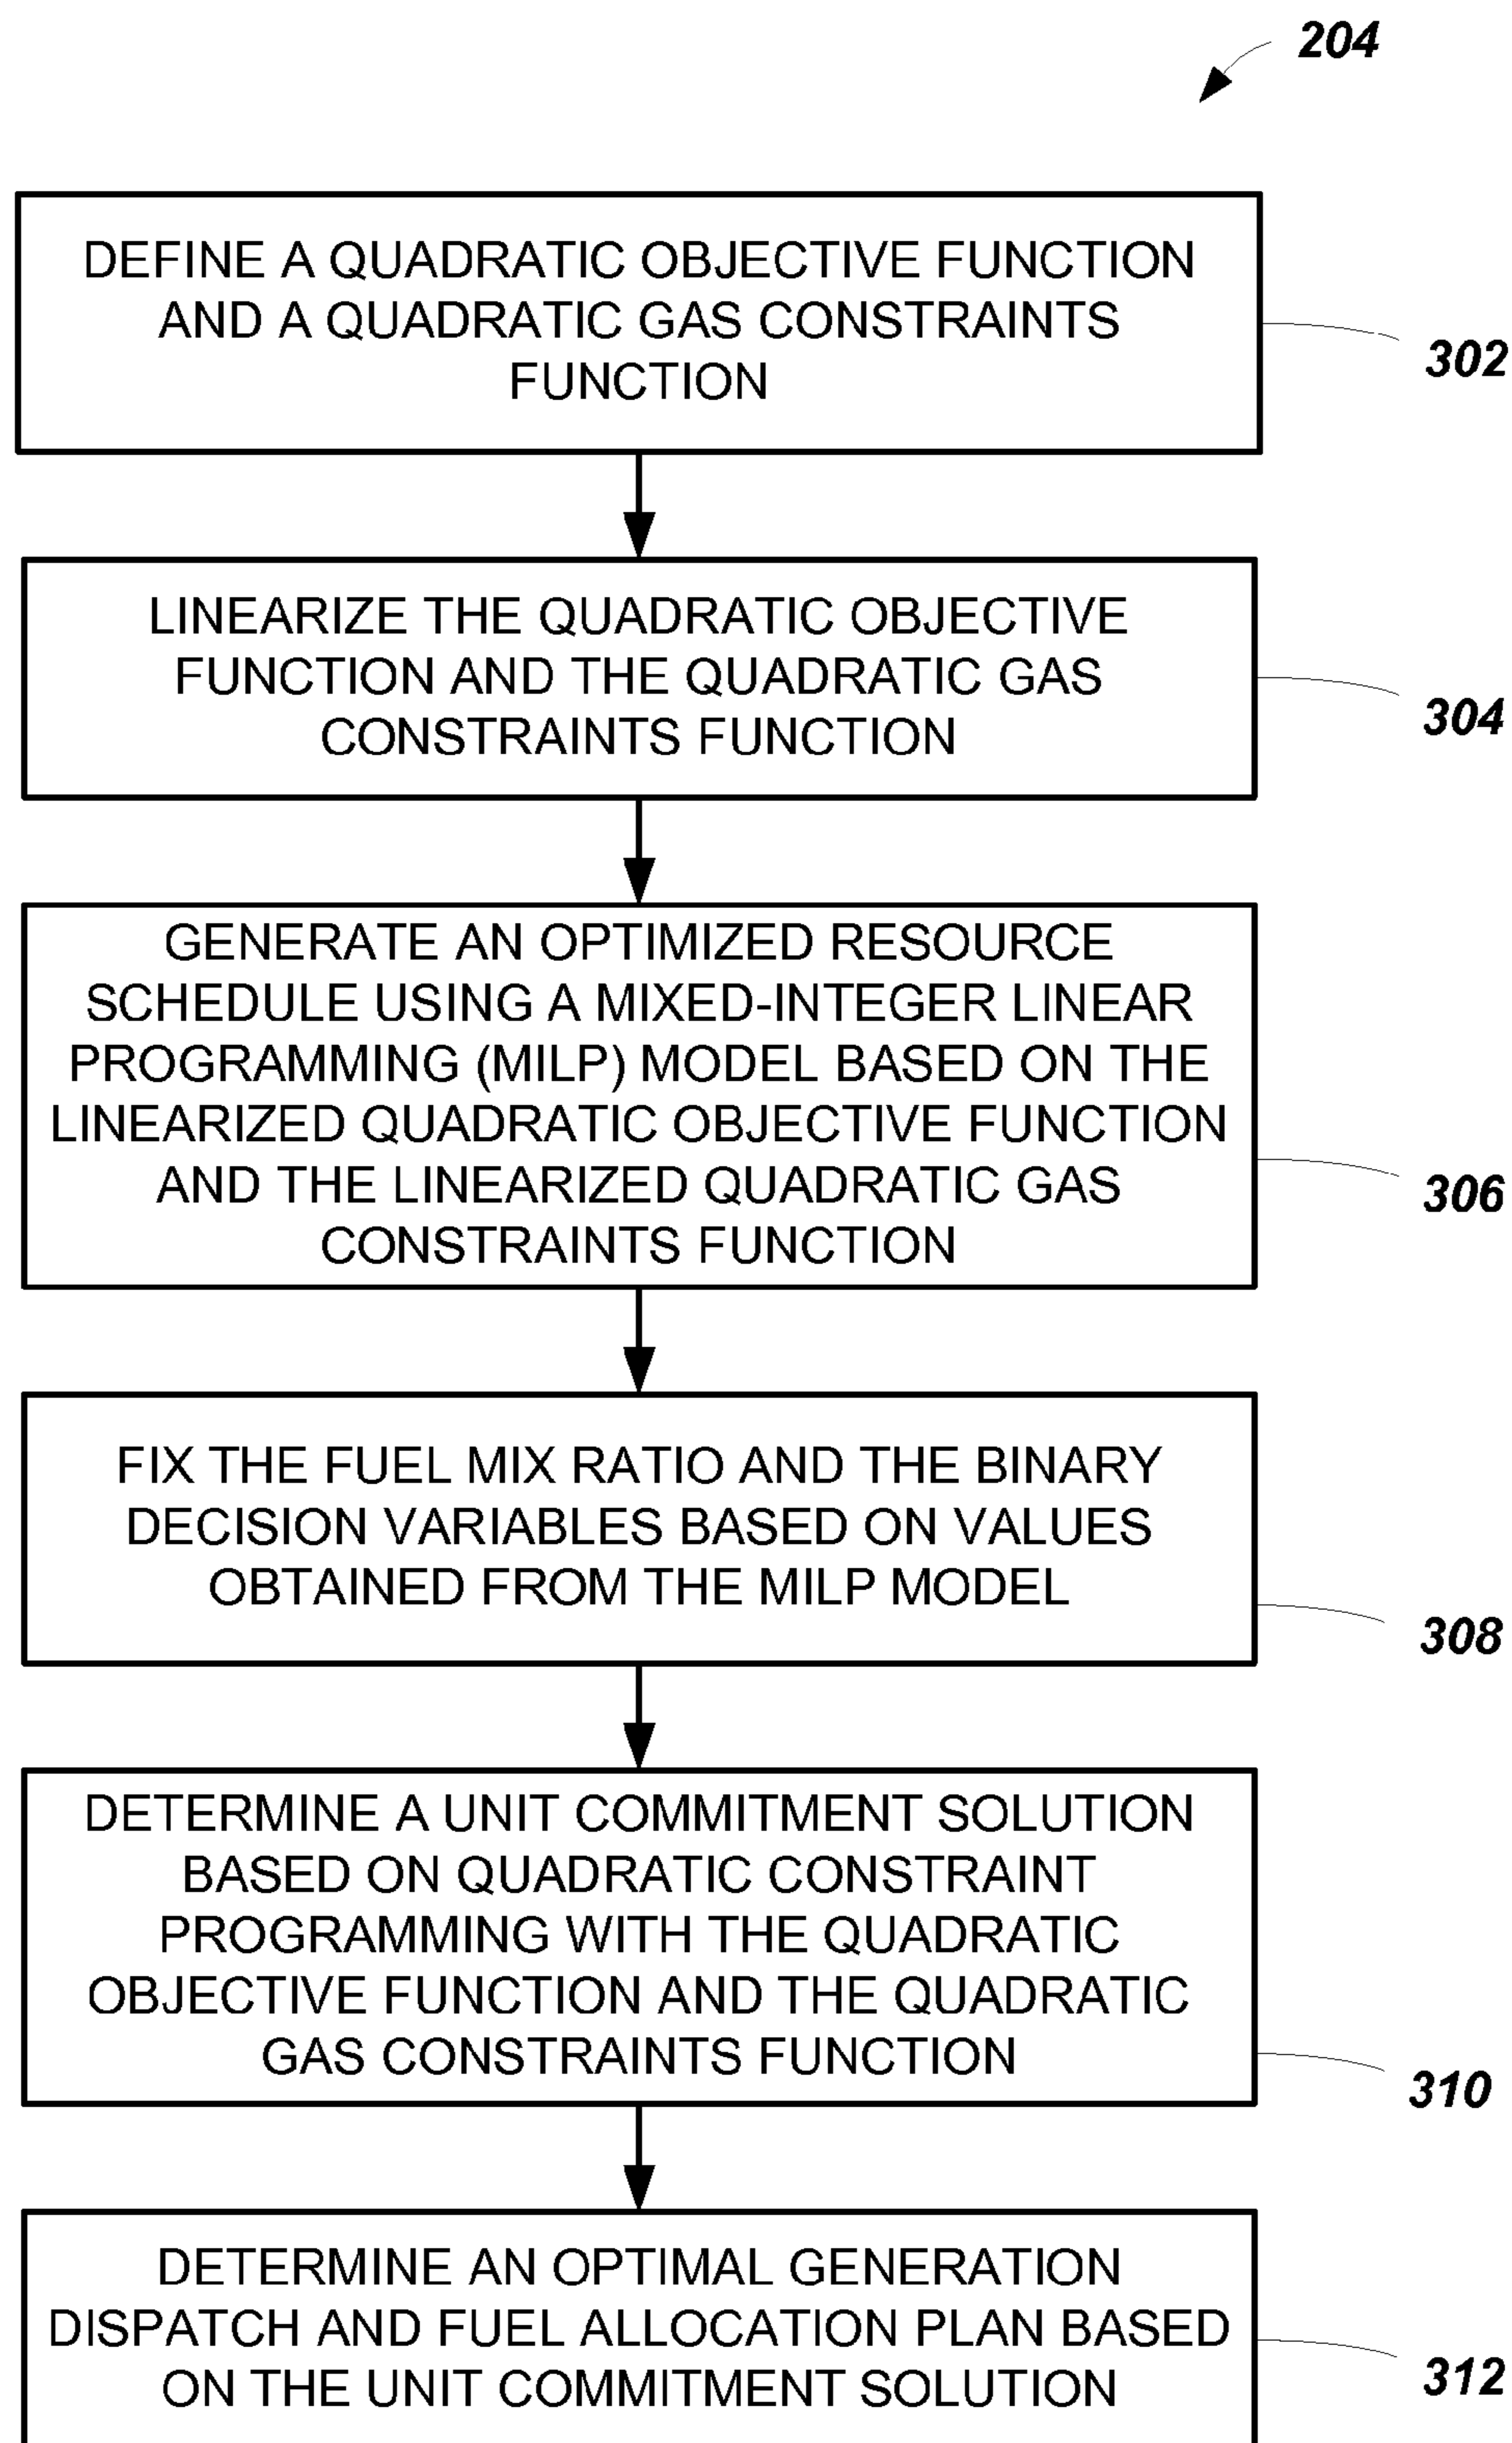 204
DEFINE A QUADRATIC OBJECTIVE FUNCTION
AND A QUADRATIC GAS CONSTRAINTS
FUNCTION
302
LINEARIZE THE QUADRATIC OBJECTIVE
FUNCTION AND THE QUADRATIC GAS
CONSTRAINTS FUNCTION
304
GENERATE AN OPTIMIZED RESOURCE
SCHEDULE USING A MIXED-INTEGER LINEAR
PROGRAMMING (MILP) MODEL BASED ON THE
LINEARIZED QUADRATIC OBJECTIVE FUNCTION
AND THE LINEARIZED QUADRATIC GAS
CONSTRAINTS FUNCTION
306
FIX THE FUEL MIX RATIO AND THE BINARY
DECISION VARIABLES BASED ON VALUES
OBTAINED FROM THE MILP MODEL
308
DETERMINE A UNIT COMMITMENT SOLUTION
BASED ON QUADRATIC CONSTRAINT
PROGRAMMING WITH THE QUADRATIC
OBJECTIVE FUNCTION AND THE QUADRATIC
GAS CONSTRAINTS FUNCTION
310
DETERMINE AN OPTIMAL GENERATION
DISPATCH AND FUEL ALLOCATION PLAN BASED
ON THE UNIT COMMITMENT SOLUTION
312